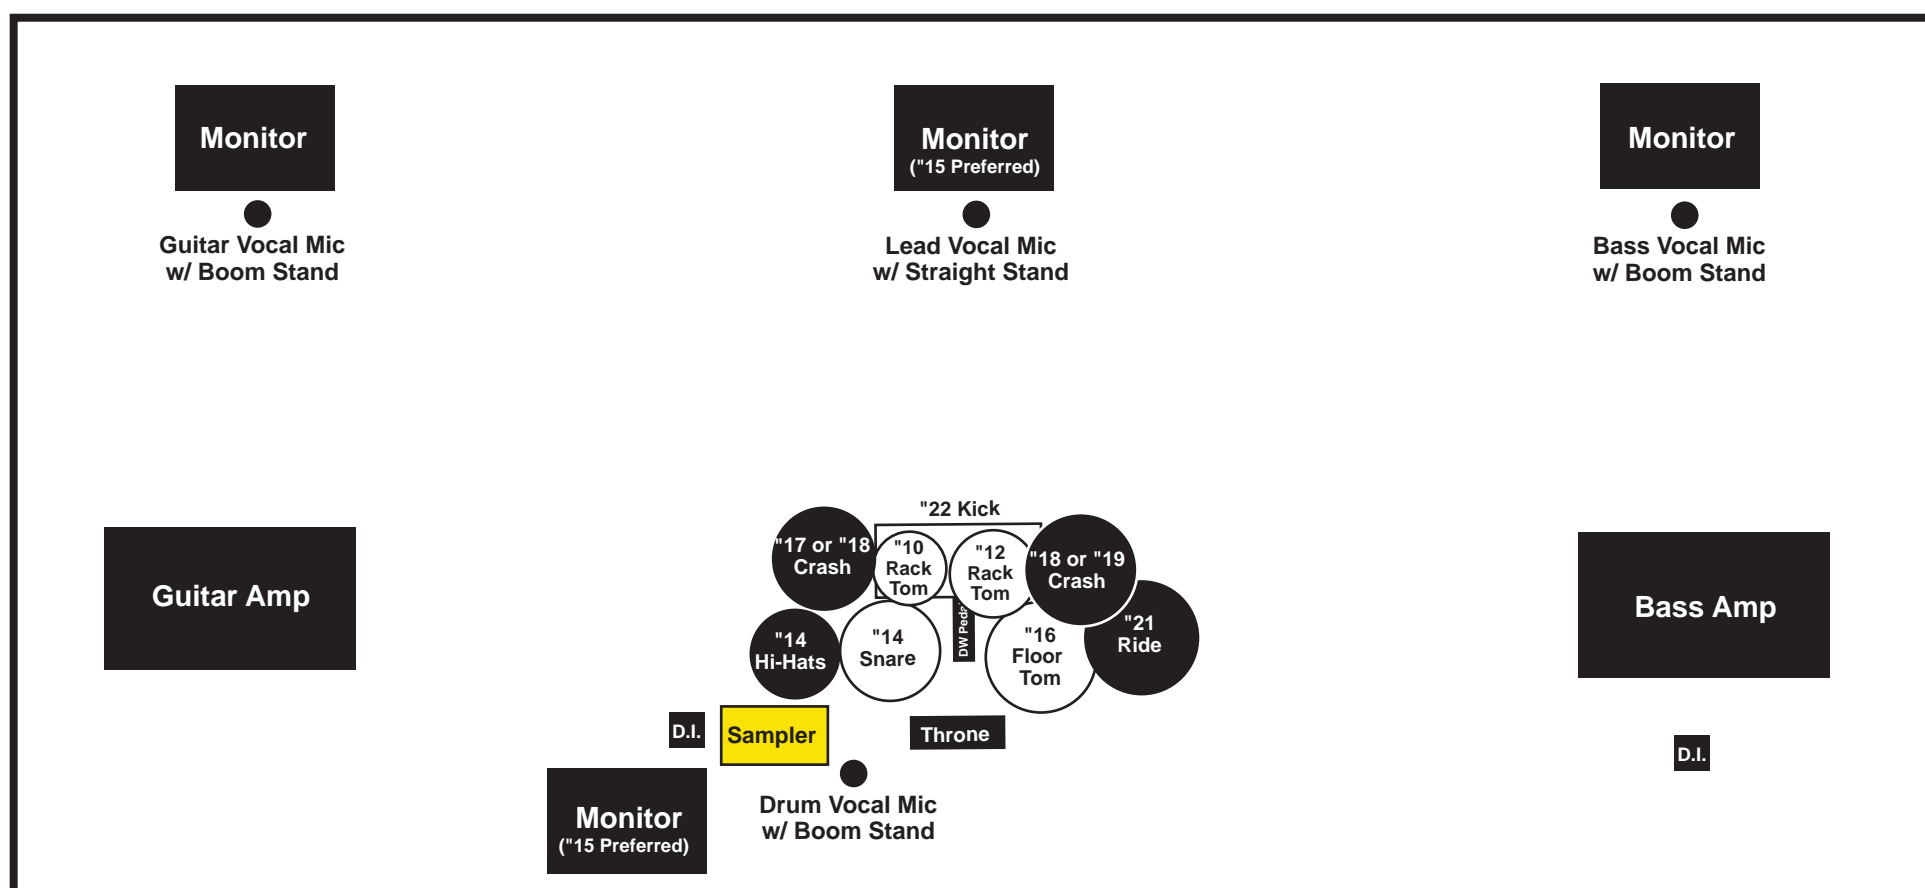 Monitor
Monitor
("15 Preferred)
Monitor
Guitar Vocal Mic
w/ Boom Stand
Lead Vocal Mic
w/ Straight Stand
Bass Vocal Mic
w/ Boom Stand
"22 Kick
"17 or "18
Crash
"10
Rack
Tom
"12
Rack
Tom
"18 or "19
Crash
Guitar Amp
Bass Amp
"14
Hi-Hats
"14
Snare
DW Pedal
"16
Floor
Tom
"21
Ride
D.I.
Sampler
Throne
D.I.
Monitor
("15 Preferred)
Drum Vocal Mic
w/ Boom Stand